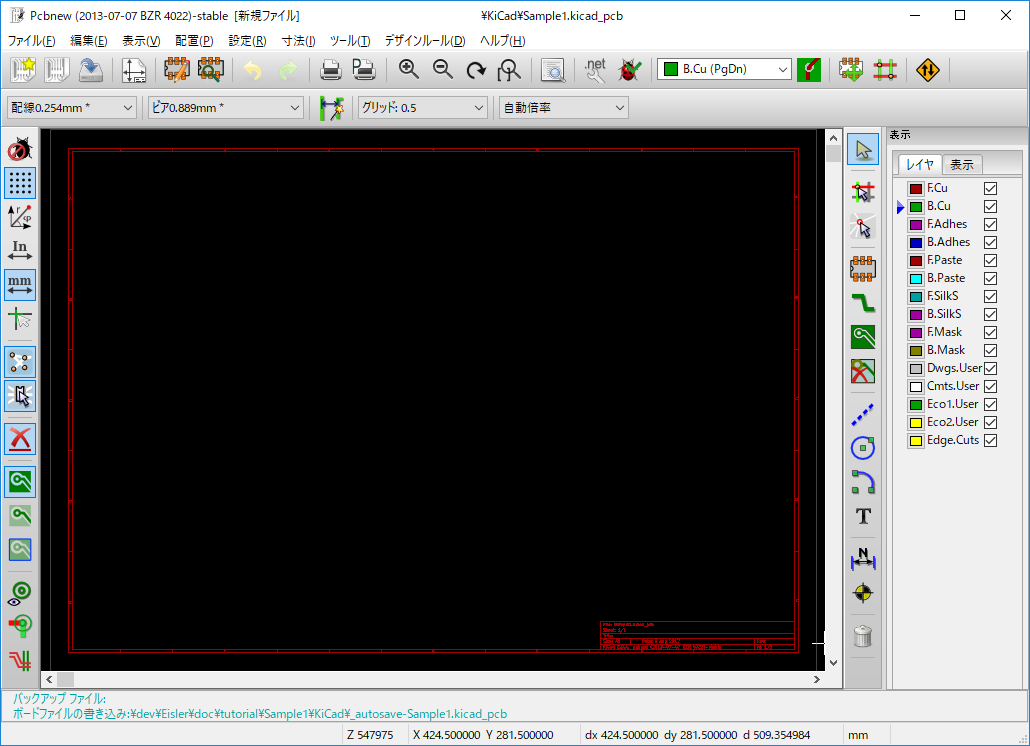 Pcbnew (2013-07-07 BZR 4022)-stable [新規ファイル] ¥KiCad¥Sample1.kicad_pcb
ファイル(F) 編集(E) 表示(V) 配置(P) 設定(R) 寸法(I) ツール(T) デザインルール(D) ヘルプ(H)
.net B.Cu (PgDn)
配線0.254mm * ビア0.889mm * グリッド: 0.5 自動倍率
表示
レイヤ 表示
F.Cu
B.Cu
F.Adhes
B.Adhes
F.Paste
B.Paste
F.SilkS
B.SilkS
F.Mask
B.Mask
Dwgs.User
Cmts.User
Eco1.User
Eco2.User
Edge.Cuts
In
mm
T
N
バックアップ ファイル:
ボードファイルの書き込み:¥dev¥Eisler¥doc¥tutorial¥Sample1¥KiCad¥_autosave-Sample1.kicad_pcb
Z 547975 X 424.500000 Y 281.500000 dx 424.500000 dy 281.500000 d 509.354984 mm